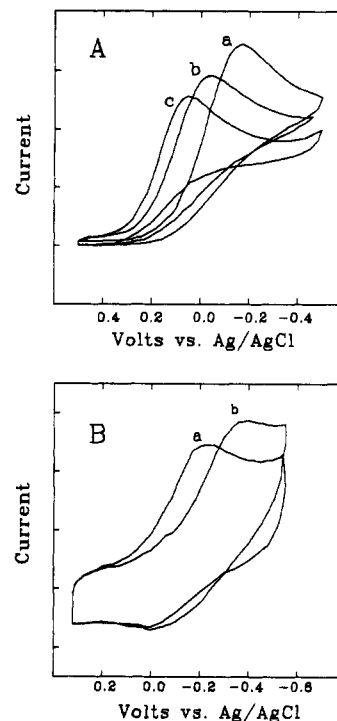 A
a
b
c
Current
0.4 0.2 0.0 -0.2 -0.4
Volts vs. Ag/AgCl
B
b
a
Current
0.2 0.0 -0.2 -0.4 -0.6
Volts vs. Ag/AgCl